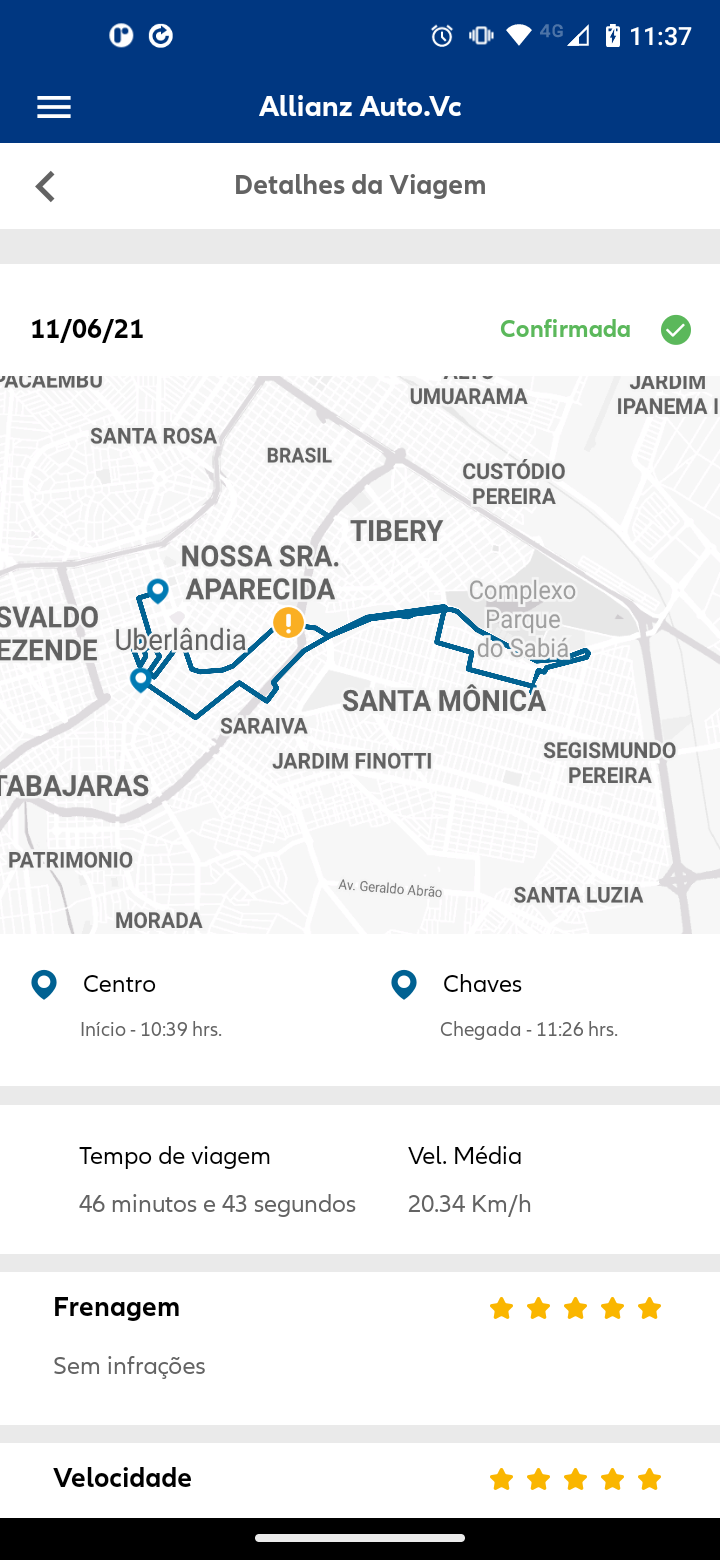 4G 11:37
Allianz Auto.Vc
Detalhes da Viagem
11/06/21 Confirmada
PACAEMBU
ALTO
UMUARAMA
JARDIM
IPANEMA I
SANTA ROSA
BRASIL
CUSTÓDIO
PEREIRA
TIBERY
NOSSA SRA.
APARECIDA
Complexo
Parque
do Sabiá
SVALDO
EZENDE
Uberlândia
SANTA MÔNICA
SARAIVA
JARDIM FINOTTI
SEGISMUNDO
PEREIRA
TABAJARAS
PATRIMONIO
Av. Geraldo Abrão
SANTA LUZIA
MORADA
Centro
Início - 10:39 hrs.
Chaves
Chegada - 11:26 hrs.
Tempo de viagem
46 minutos e 43 segundos
Vel. Média
20.34 Km/h
Frenagem
Sem infrações
Velocidade